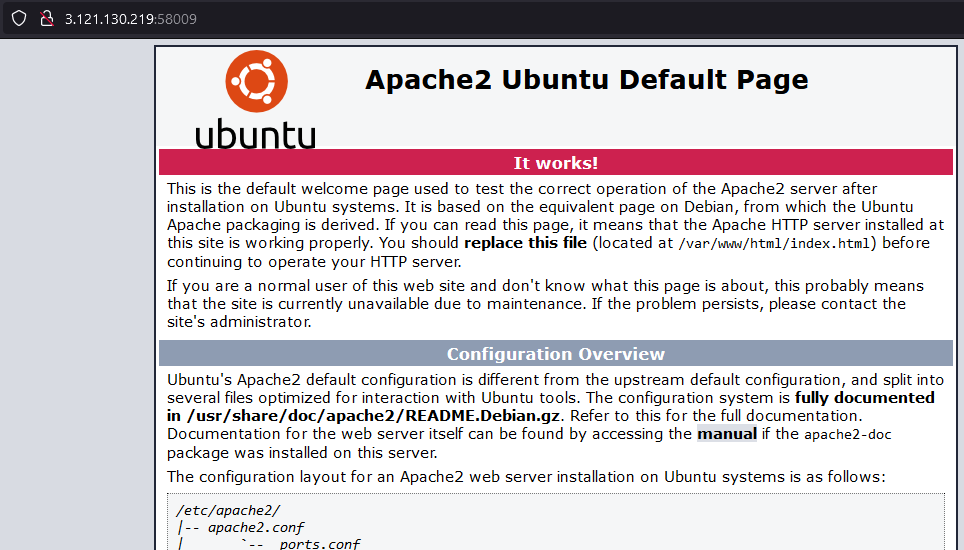 3.121.130.219:58009
ubuntu
Apache2 Ubuntu Default Page
It works!
This is the default welcome page used to test the correct operation of the Apache2 server after
installation on Ubuntu systems. It is based on the equivalent page on Debian, from which the Ubuntu
Apache packaging is derived. If you can read this page, it means that the Apache HTTP server installed at
this site is working properly. You should replace this file (located at /var/www/html/index.html) before
continuing to operate your HTTP server.
If you are a normal user of this web site and don't know what this page is about, this probably means
that the site is currently unavailable due to maintenance. If the problem persists, please contact the
site's administrator.
Configuration Overview
Ubuntu's Apache2 default configuration is different from the upstream default configuration, and split into
several files optimized for interaction with Ubuntu tools. The configuration system is fully documented
in /usr/share/doc/apache2/README.Debian.gz. Refer to this for the full documentation.
Documentation for the web server itself can be found by accessing the manual if the apache2-doc
package was installed on this server.
The configuration layout for an Apache2 web server installation on Ubuntu systems is as follows:
/etc/apache2/
|-- apache2.conf
|       `--  ports.conf